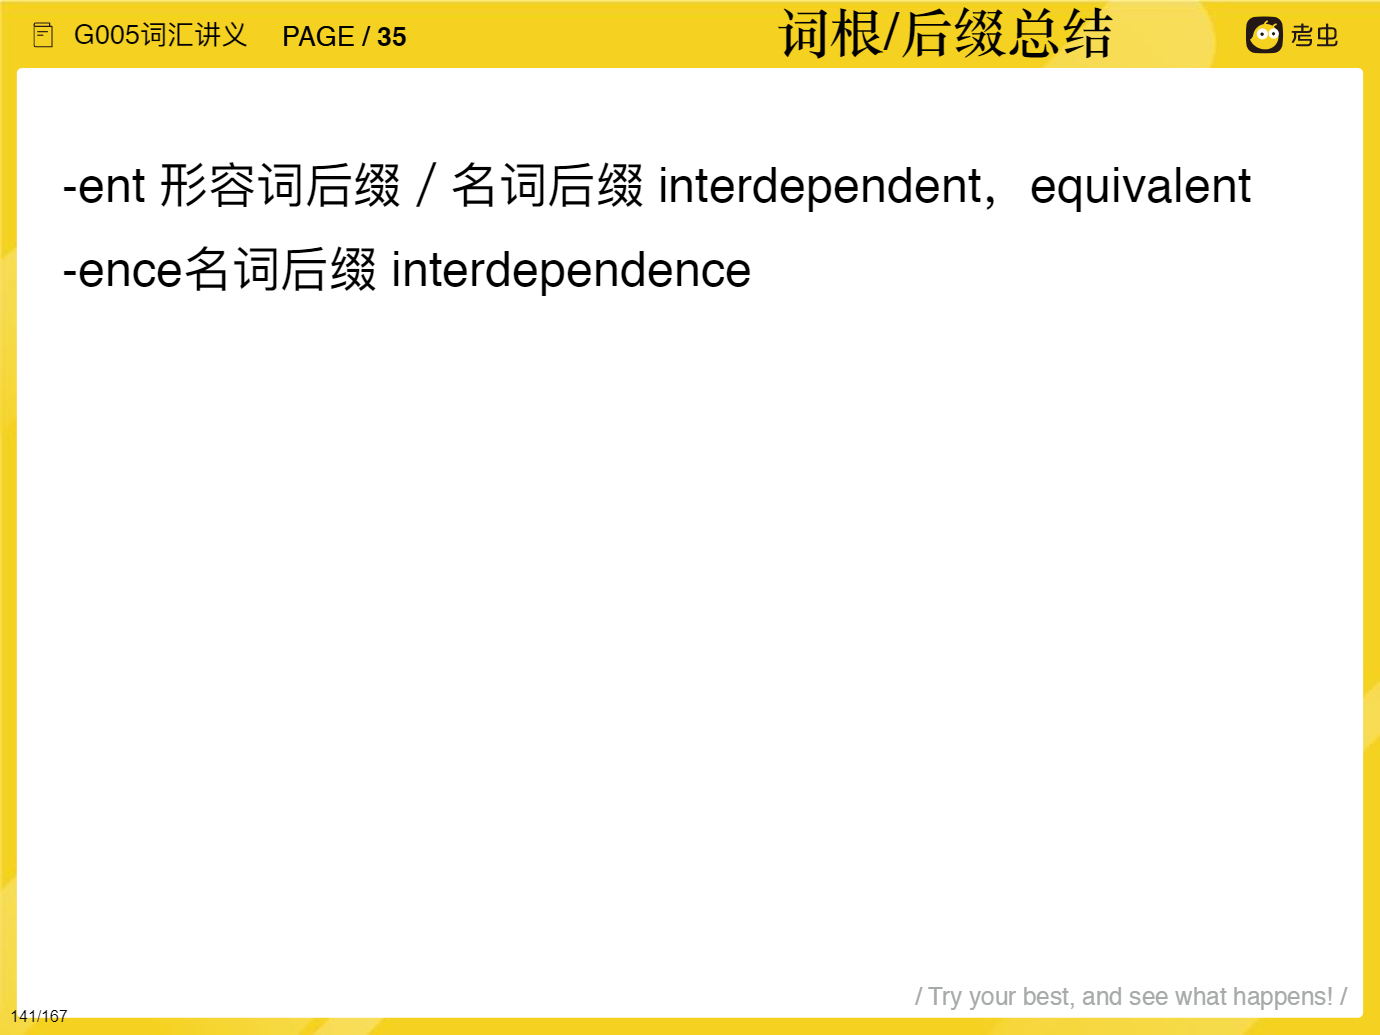 G005词汇讲义 PAGE / 35
词根/后缀总结
考虫
-ent 形容词后缀 / 名词后缀 interdependent，equivalent
-ence名词后缀 interdependence
/ Try your best, and see what happens! /
141/167